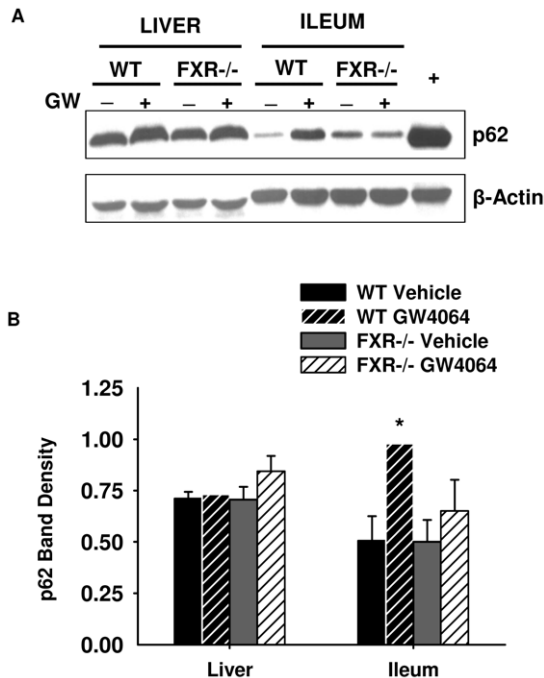 A
LIVER ILEUM
WT FXR-/- WT FXR-/- +
GW – + – + – +  – +
p62
β-Actin
B
WT Vehicle
WT GW4064
FXR-/- Vehicle
FXR-/- GW4064
p62 Band Density
1.25
1.00
0.75
0.50
0.25
0.00
*
Liver Ileum